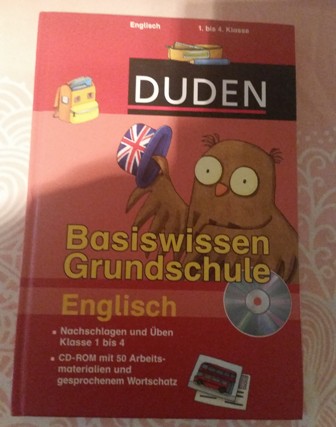 Englisch 1. bis 4. Klasse
DUDEN
Basiswissen
Grundschule
Englisch
• Nachschlagen und Üben
Klasse 1 bis 4
• CD-ROM mit 50 Arbeits-
materialien und
gesprochenem Wortschatz